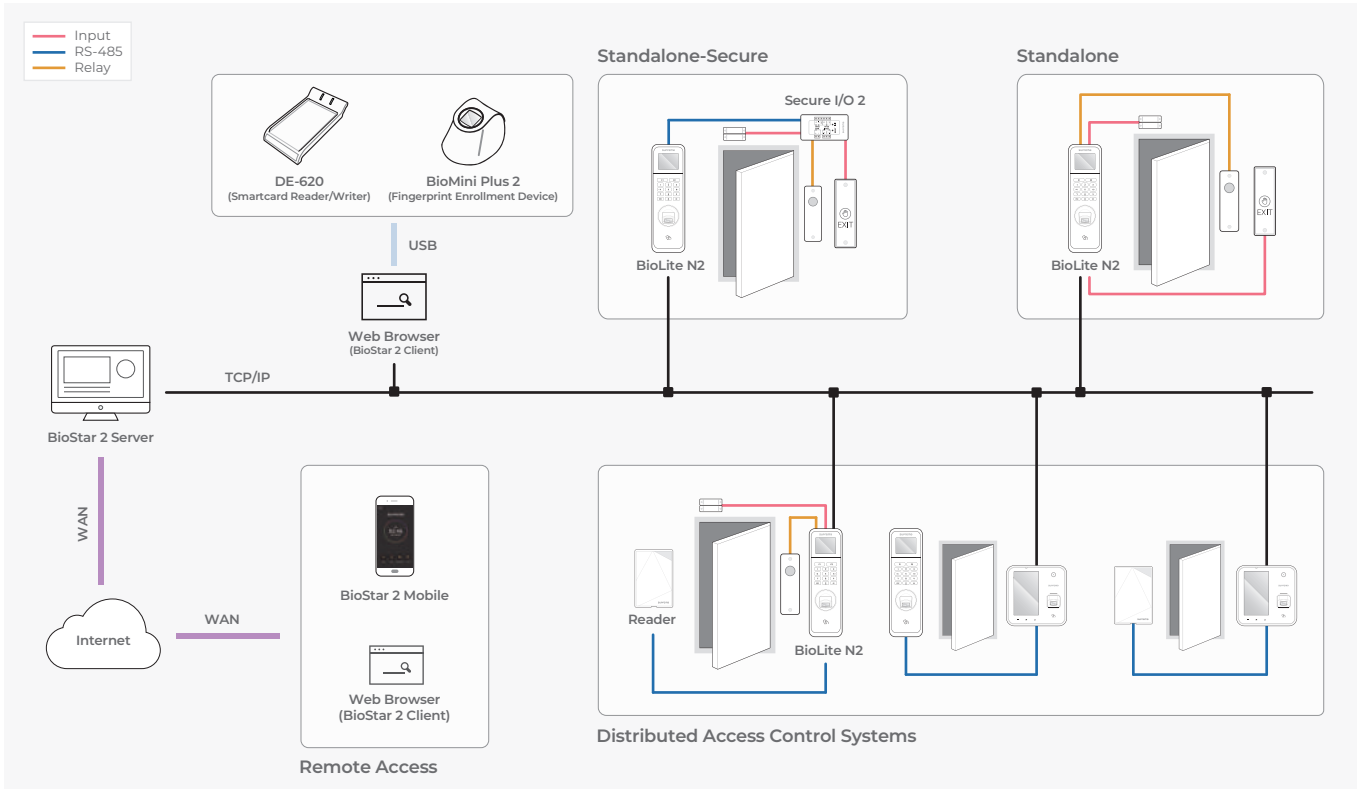 Input
RS-485
Relay
DE-620
(Smartcard Reader/Writer)
BioMini Plus 2
(Fingerprint Enrollment Device)
USB
Web Browser
(BioStar 2 Client)
Standalone-Secure
Secure I/O 2
EXIT
BioLite N2
Standalone
EXIT
BioLite N2
TCP/IP
BioStar 2 Server
WAN
Internet
WAN
BioStar 2 Mobile
Web Browser
(BioStar 2 Client)
Remote Access
Reader
BioLite N2
Distributed Access Control Systems